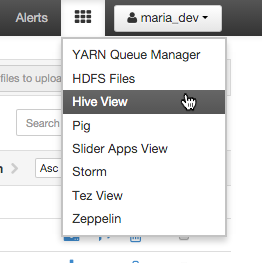 Alerts
maria_dev
files to uploa
YARN Queue Manager
HDFS Files
Hive View
Search
Pig
Slider Apps View
Asc
Storm
Tez View
Zeppelin